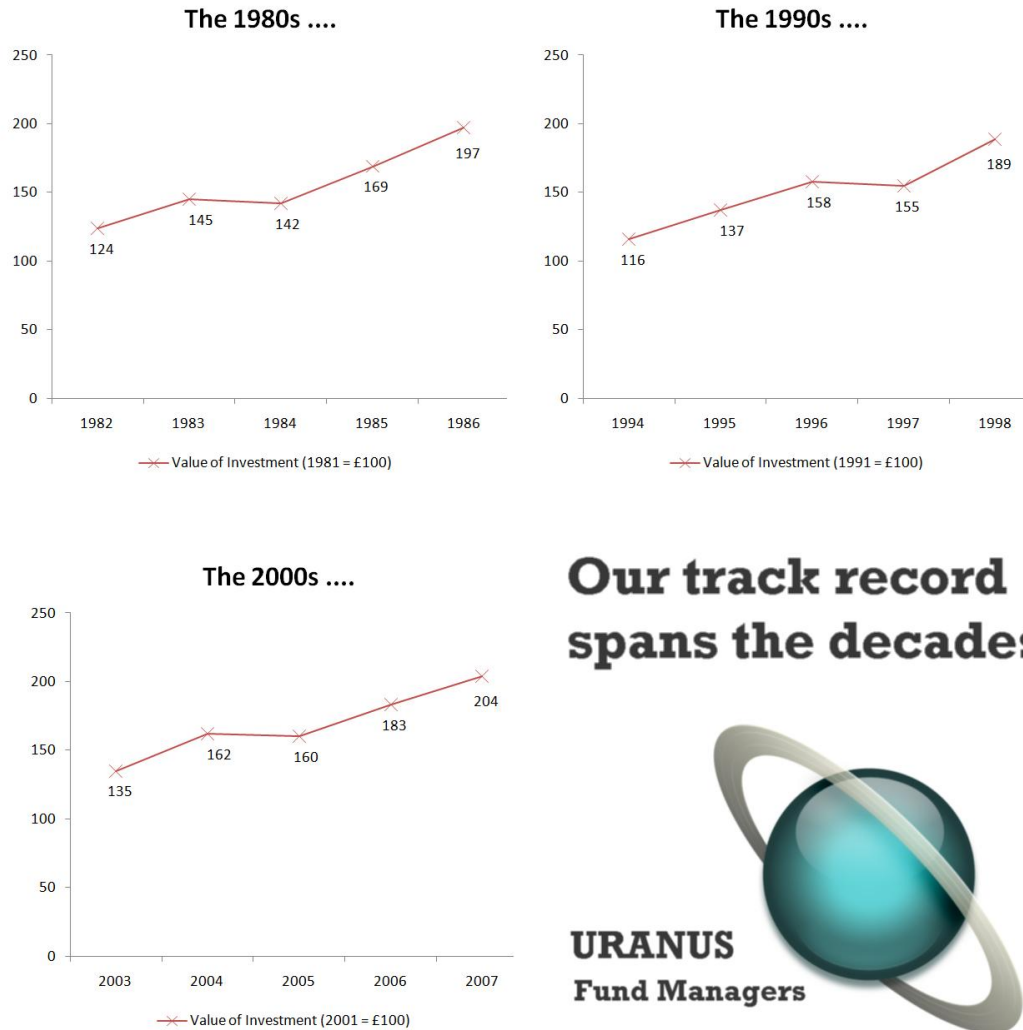 The 1980s ....
250
200
150
100
50
0
124
145
142
169
197
1982 1983 1984 1985 1986
Value of Investment (1981 = £100)
The 1990s ....
250
200
150
100
50
0
116
137
158
155
189
1994 1995 1996 1997 1998
Value of Investment (1991 = £100)
The 2000s ....
250
200
150
100
50
0
135
162
160
183
204
2003 2004 2005 2006 2007
Value of Investment (2001 = £100)
Our track record
spans the decades
URANUS
Fund Managers